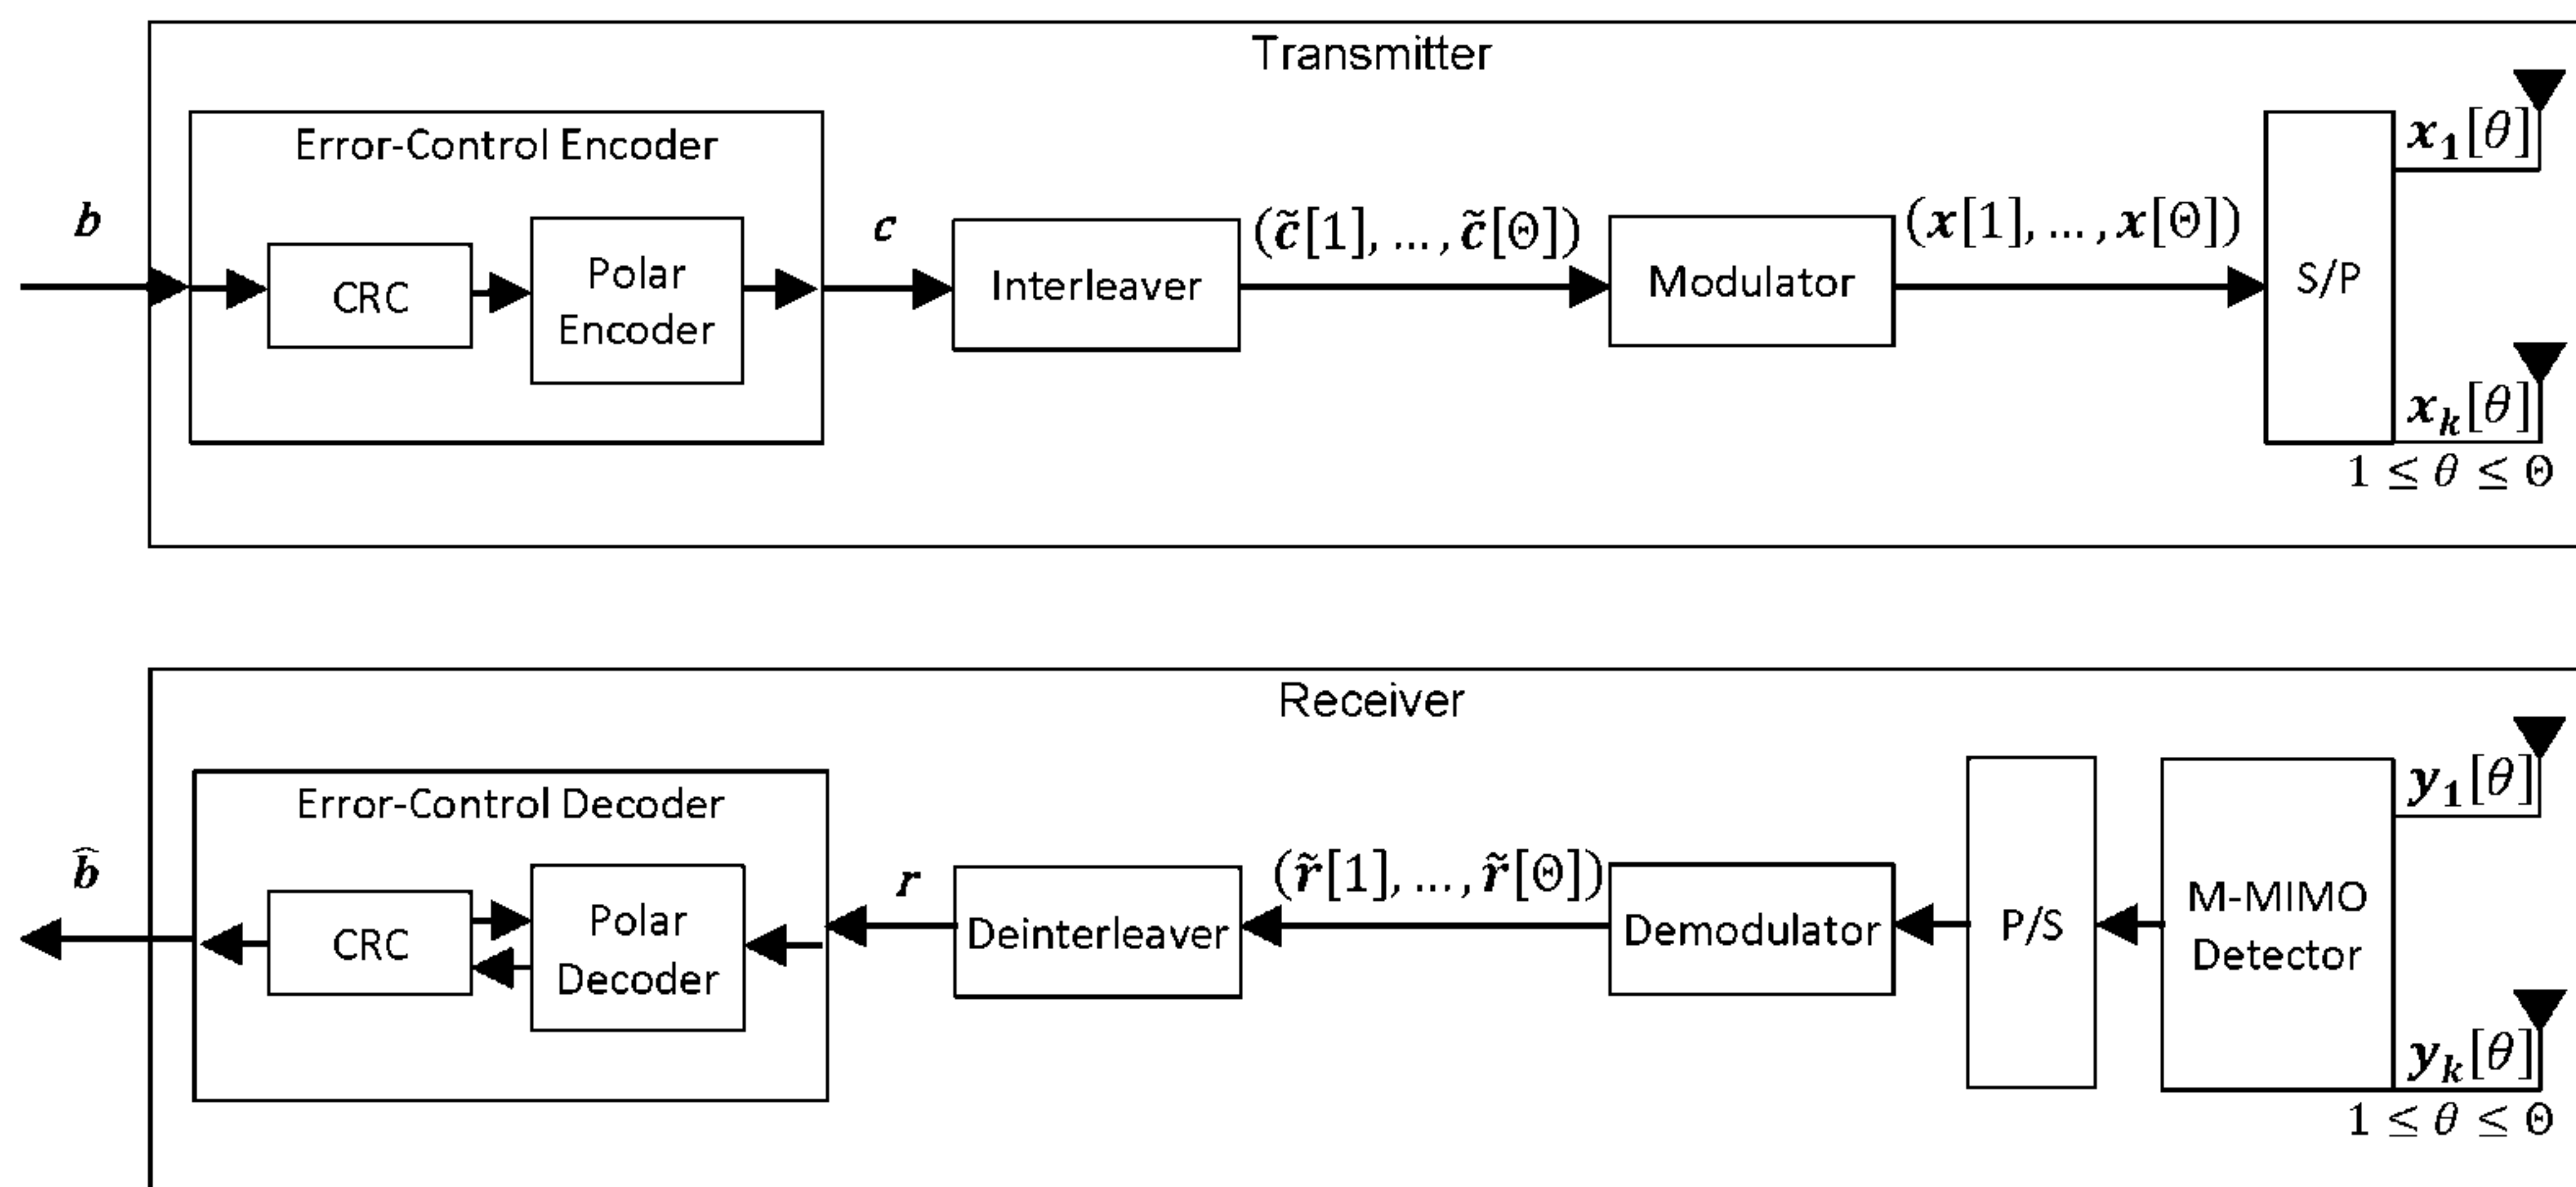 Transmitter
Error-Control Encoder
b
CRC
Polar
Encoder
c
Interleaver
(c̃[1], ..., c̃[Θ])
Modulator
(x[1], ..., x[Θ])
S/P
x₁[θ]
xₖ[θ]
1 ≤ θ ≤ Θ
Receiver
Error-Control Decoder
b̂
CRC
Polar
Decoder
r
Deinterleaver
(r̃[1], ..., r̃[Θ])
Demodulator
P/S
M-MIMO
Detector
y₁[θ]
yₖ[θ]
1 ≤ θ ≤ Θ